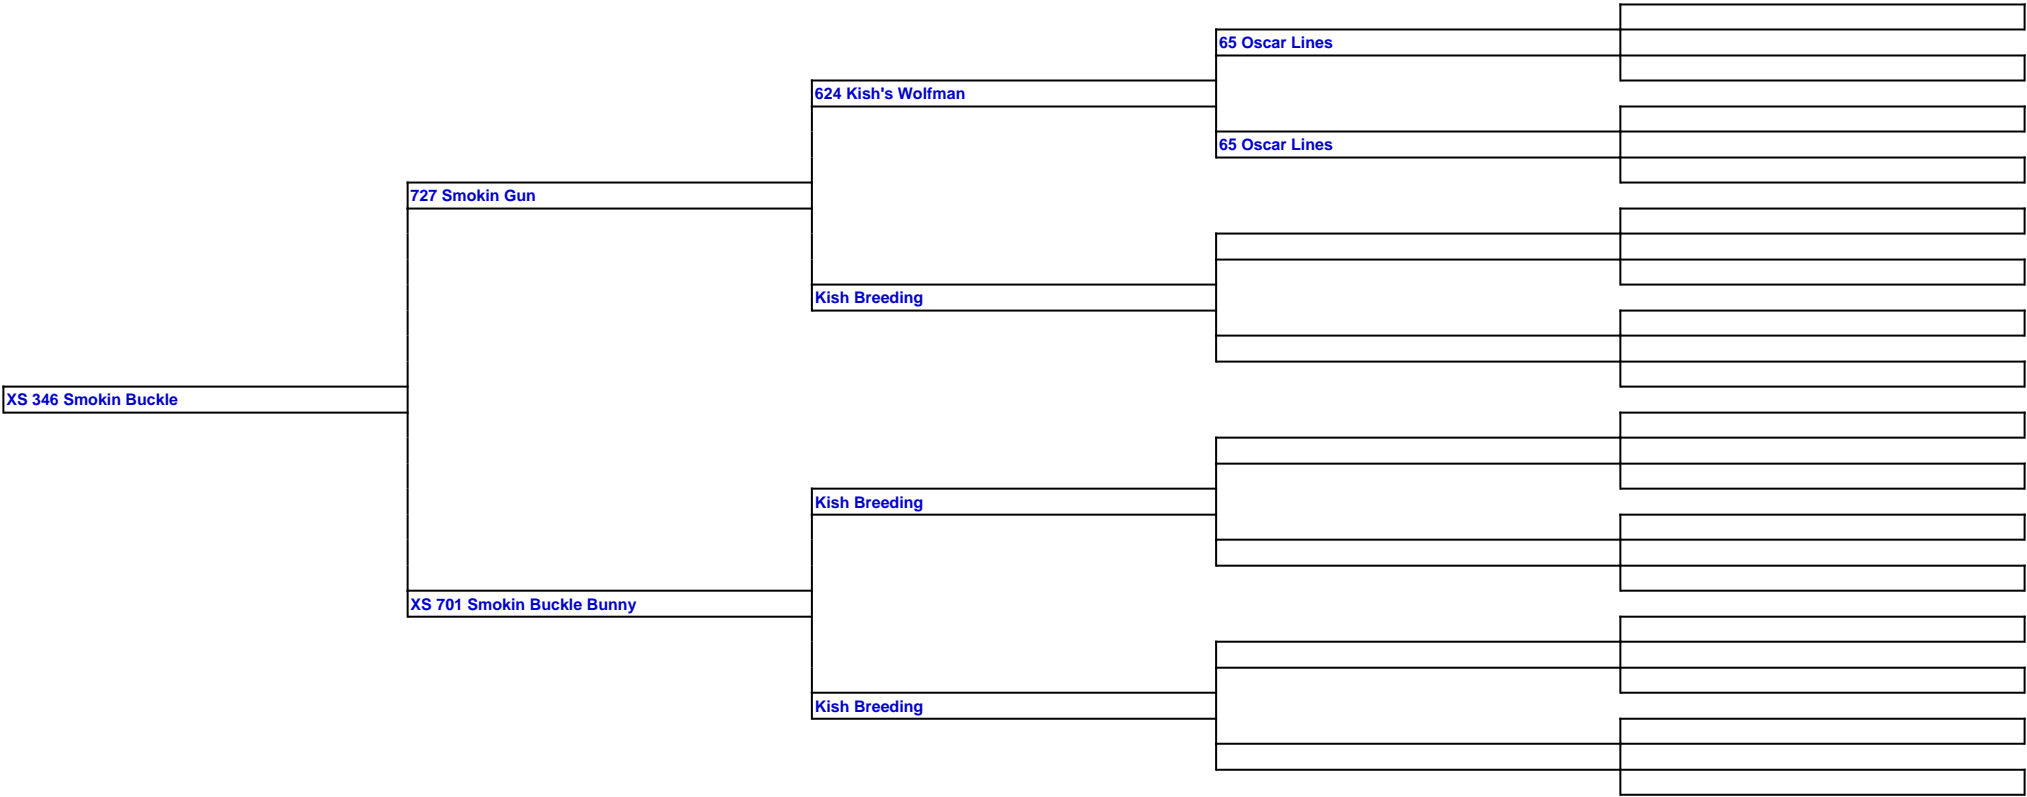 65 Oscar Lines
624 Kish's Wolfman
65 Oscar Lines
727 Smokin Gun
Kish Breeding
XS 346 Smokin Buckle
Kish Breeding
XS 701 Smokin Buckle Bunny
Kish Breeding